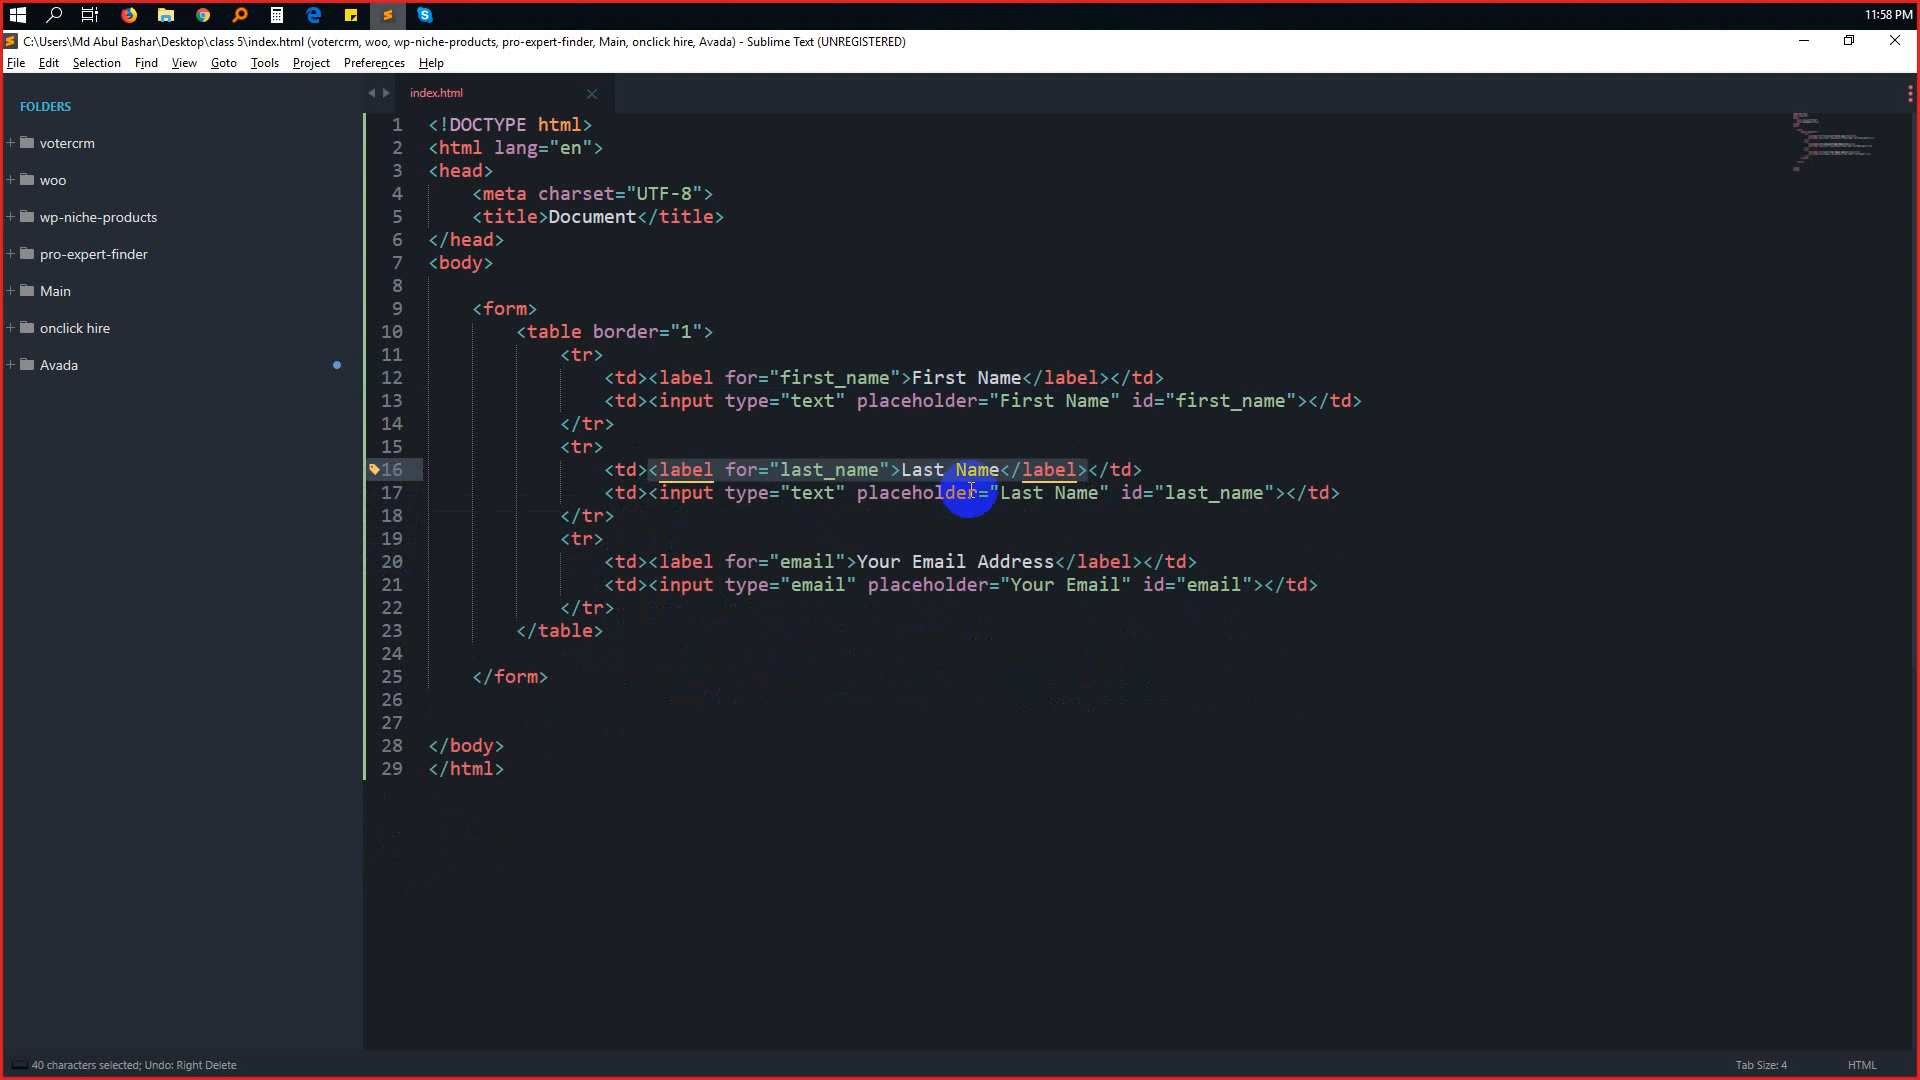 11:58 PM
C:\Users\Md Abul Bashar\Desktop\class 5\index.html (votercrm, woo, wp-niche-products, pro-expert-finder, Main, onclick hire, Avada) - Sublime Text (UNREGISTERED)
File Edit Selection Find View Goto Tools Project Preferences Help
FOLDERS
votercrm
woo
wp-niche-products
pro-expert-finder
Main
onclick hire
Avada
index.html
1 <!DOCTYPE html>
2 <html lang="en">
3 <head>
4 <meta charset="UTF-8">
5 <title>Document</title>
6 </head>
7 <body>
8
9 <form>
10 <table border="1">
11 <tr>
12 <td><label for="first_name">First Name</label></td>
13 <td><input type="text" placeholder="First Name" id="first_name"></td>
14 </tr>
15 <tr>
16 <td><label for="last_name">Last Name</label></td>
17 <td><input type="text" placeholder="Last Name" id="last_name"></td>
18 </tr>
19 <tr>
20 <td><label for="email">Your Email Address</label></td>
21 <td><input type="email" placeholder="Your Email" id="email"></td>
22 </tr>
23 </table>
24
25 </form>
26
27
28 </body>
29 </html>
40 characters selected; Undo: Right Delete
Tab Size: 4
HTML